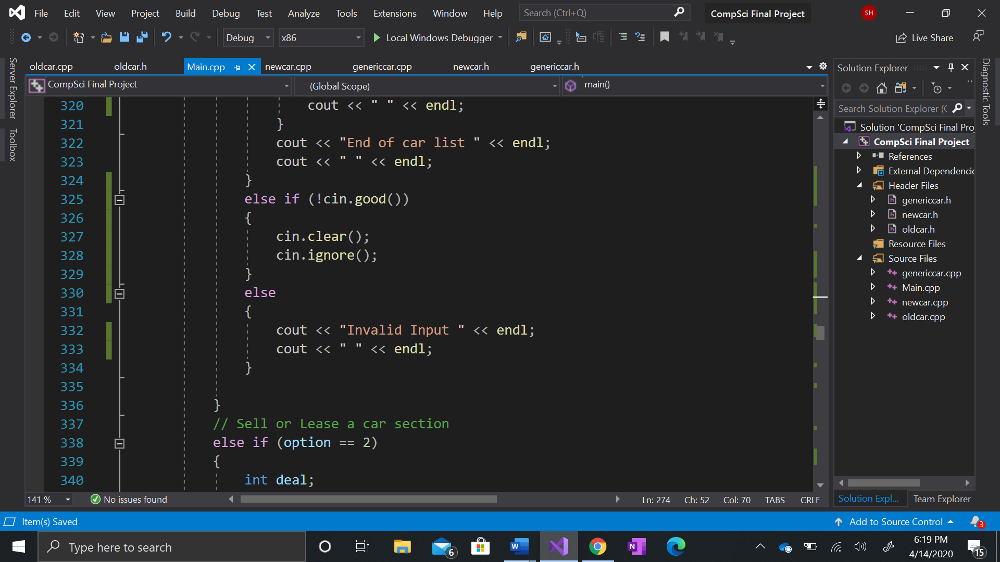 File Edit View Project Build Debug Test Analyze Tools Extensions Window Help Search (Ctrl+Q) CompSci Final Project SH
Debug x86 Local Windows Debugger Live Share
Server Explorer
Toolbox
oldcar.cpp oldcar.h Main.cpp newcar.cpp genericcar.cpp newcar.h genericcar.h
CompSci Final Project (Global Scope) main()
320 cout << " " << endl;
321 }
322 cout << "End of car list " << endl;
323 cout << " " << endl;
324 }
325 else if (!cin.good())
326 {
327 cin.clear();
328 cin.ignore();
329 }
330 else
331 {
332 cout << "Invalid Input " << endl;
333 cout << " " << endl;
334 }
335
336 }
337 // Sell or Lease a car section
338 else if (option == 2)
339 {
340 int deal;
141 % No issues found Ln: 274 Ch: 52 Col: 70 TABS CRLF
Solution Explorer
Search Solution Explorer (C
Solution 'CompSci Final Pro
CompSci Final Project
References
External Dependencie
Header Files
genericcar.h
newcar.h
oldcar.h
Resource Files
Source Files
genericcar.cpp
Main.cpp
newcar.cpp
oldcar.cpp
Solution Expl... Team Explorer
Diagnostic Tools
Item(s) Saved Add to Source Control 3
Type here to search 6 6:19 PM
4/14/2020 15